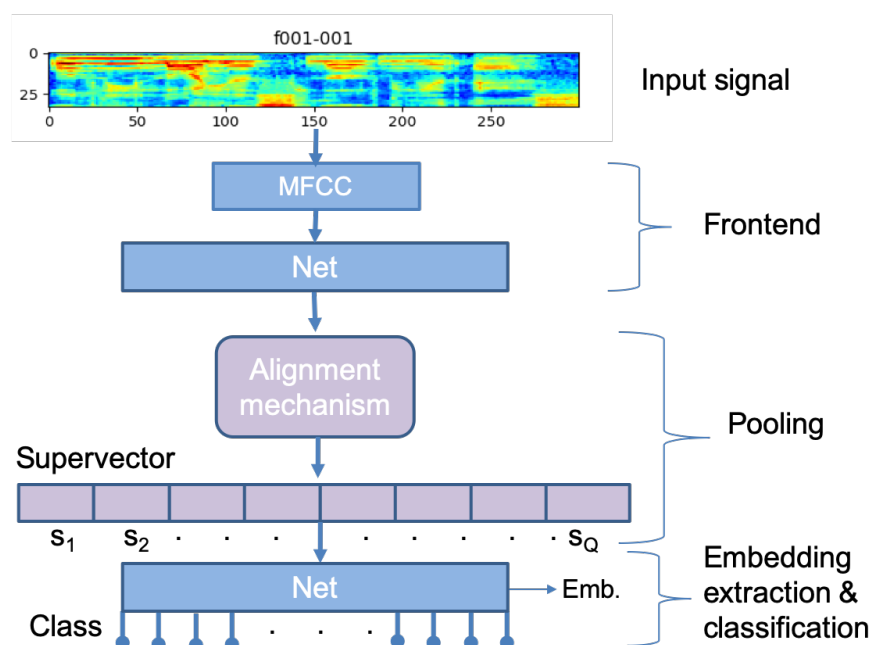 f001-001
0
25
0 50 100 150 200 250
Input signal
MFCC
Net
Frontend
Alignment
mechanism
Pooling
Supervector
s1 s2 . . . . . . . . sQ
Net
Emb.
Class
. . .
Embedding
extraction &
classification